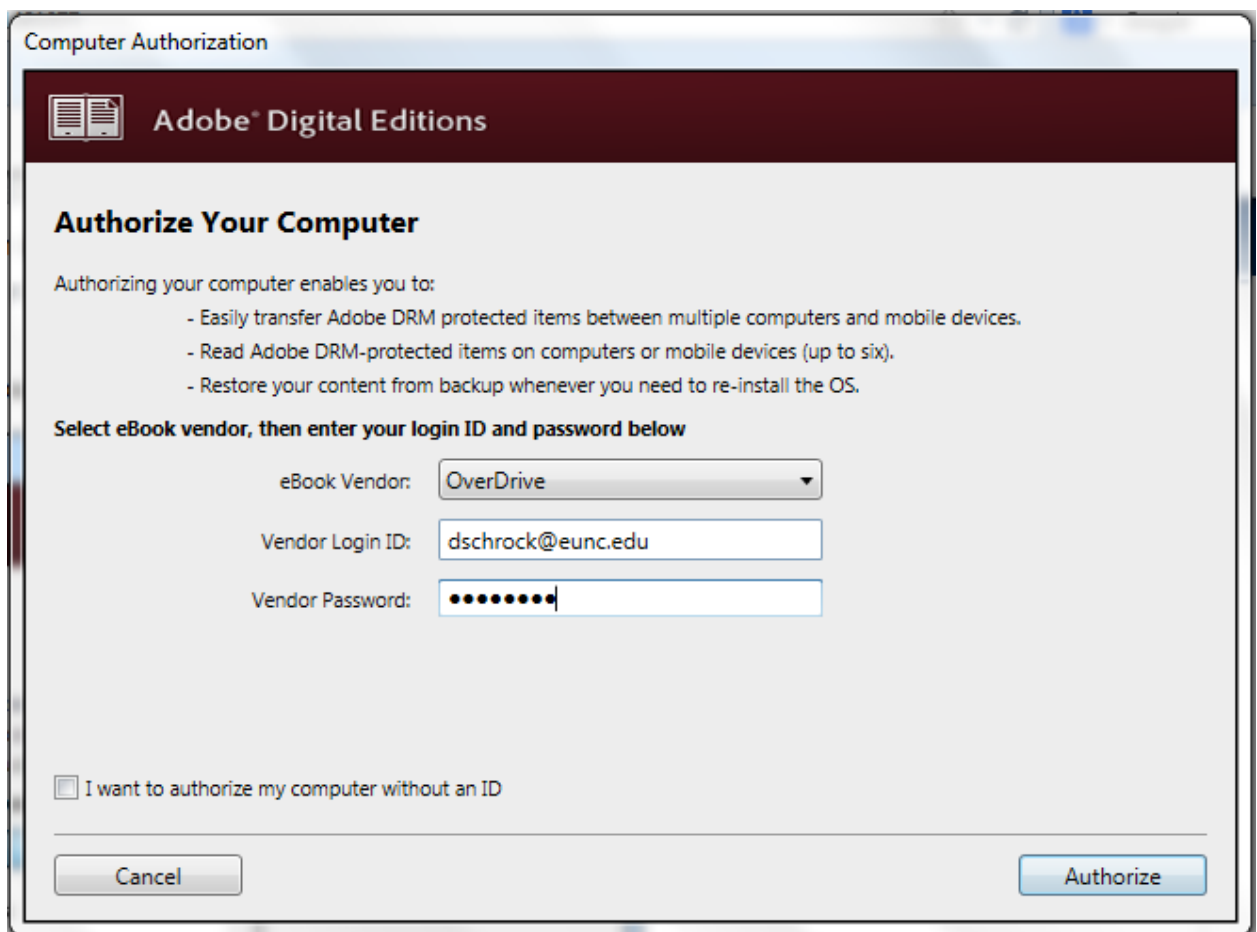 Computer Authorization
Adobe® Digital Editions
Authorize Your Computer
Authorizing your computer enables you to:
- Easily transfer Adobe DRM protected items between multiple computers and mobile devices.
- Read Adobe DRM-protected items on computers or mobile devices (up to six).
- Restore your content from backup whenever you need to re-install the OS.
Select eBook vendor, then enter your login ID and password below
eBook Vendor: OverDrive
Vendor Login ID: dschrock@eunc.edu
Vendor Password: ●●●●●●●●
I want to authorize my computer without an ID
Cancel Authorize